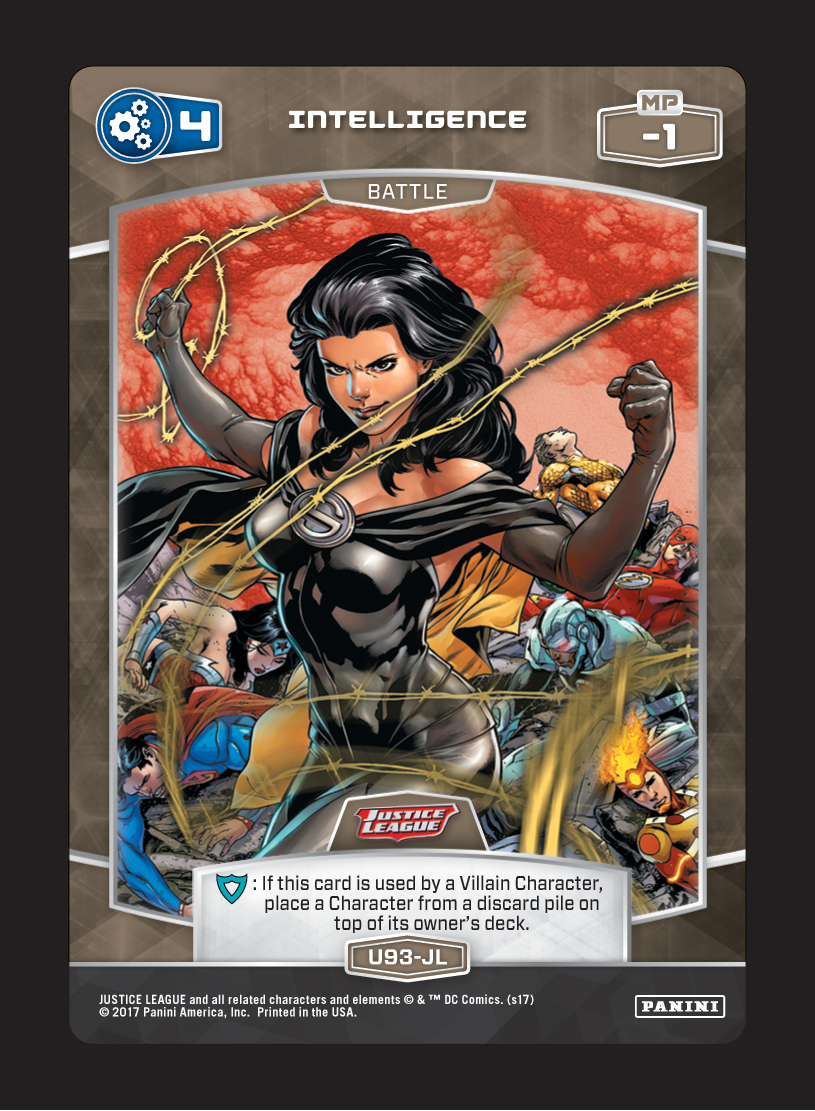 4
INTELLIGENCE
MP
-1
BATTLE
JUSTICE
LEAGUE
: If this card is used by a Villain Character,
place a Character from a discard pile on
top of its owner's deck.
U93-JL
JUSTICE LEAGUE and all related characters and elements © & ™ DC Comics. (s17)
© 2017 Panini America, Inc. Printed in the USA.
PANINI